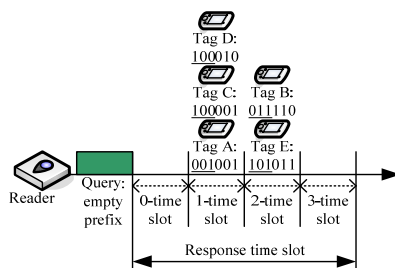 Tag D:
100010
Tag C:
100001
Tag B:
011110
Tag A:
001001
Tag E:
101011
Reader
Query:
empty
prefix
0-time
slot
1-time
slot
2-time
slot
3-time
slot
Response time slot